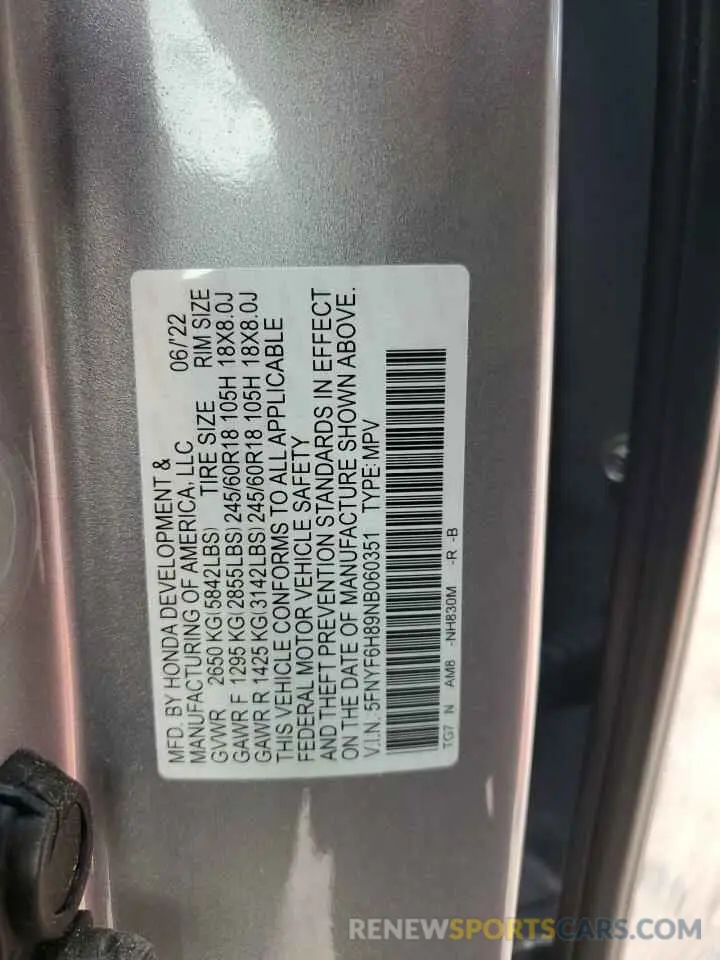 MFD. BY HONDA DEVELOPMENT &
MANUFACTURING OF AMERICA, LLC 06/'22
GVWR 2650 KG(5842LBS) TIRE SIZE RIM SIZE
GAWR F 1295 KG(2855LBS) 245/60R18 105H 18X8.0J
GAWR R 1425 KG(3142LBS) 245/60R18 105H 18X8.0J
THIS VEHICLE CONFORMS TO ALL APPLICABLE
FEDERAL MOTOR VEHICLE SAFETY
AND THEFT PREVENTION STANDARDS IN EFFECT
ON THE DATE OF MANUFACTURE SHOWN ABOVE.
V.I.N. 5FNYF6H89NB060351 TYPE: MPV
TG7 N AM8 -NH830M -R -B
RENEWSPORTSCARS.COM